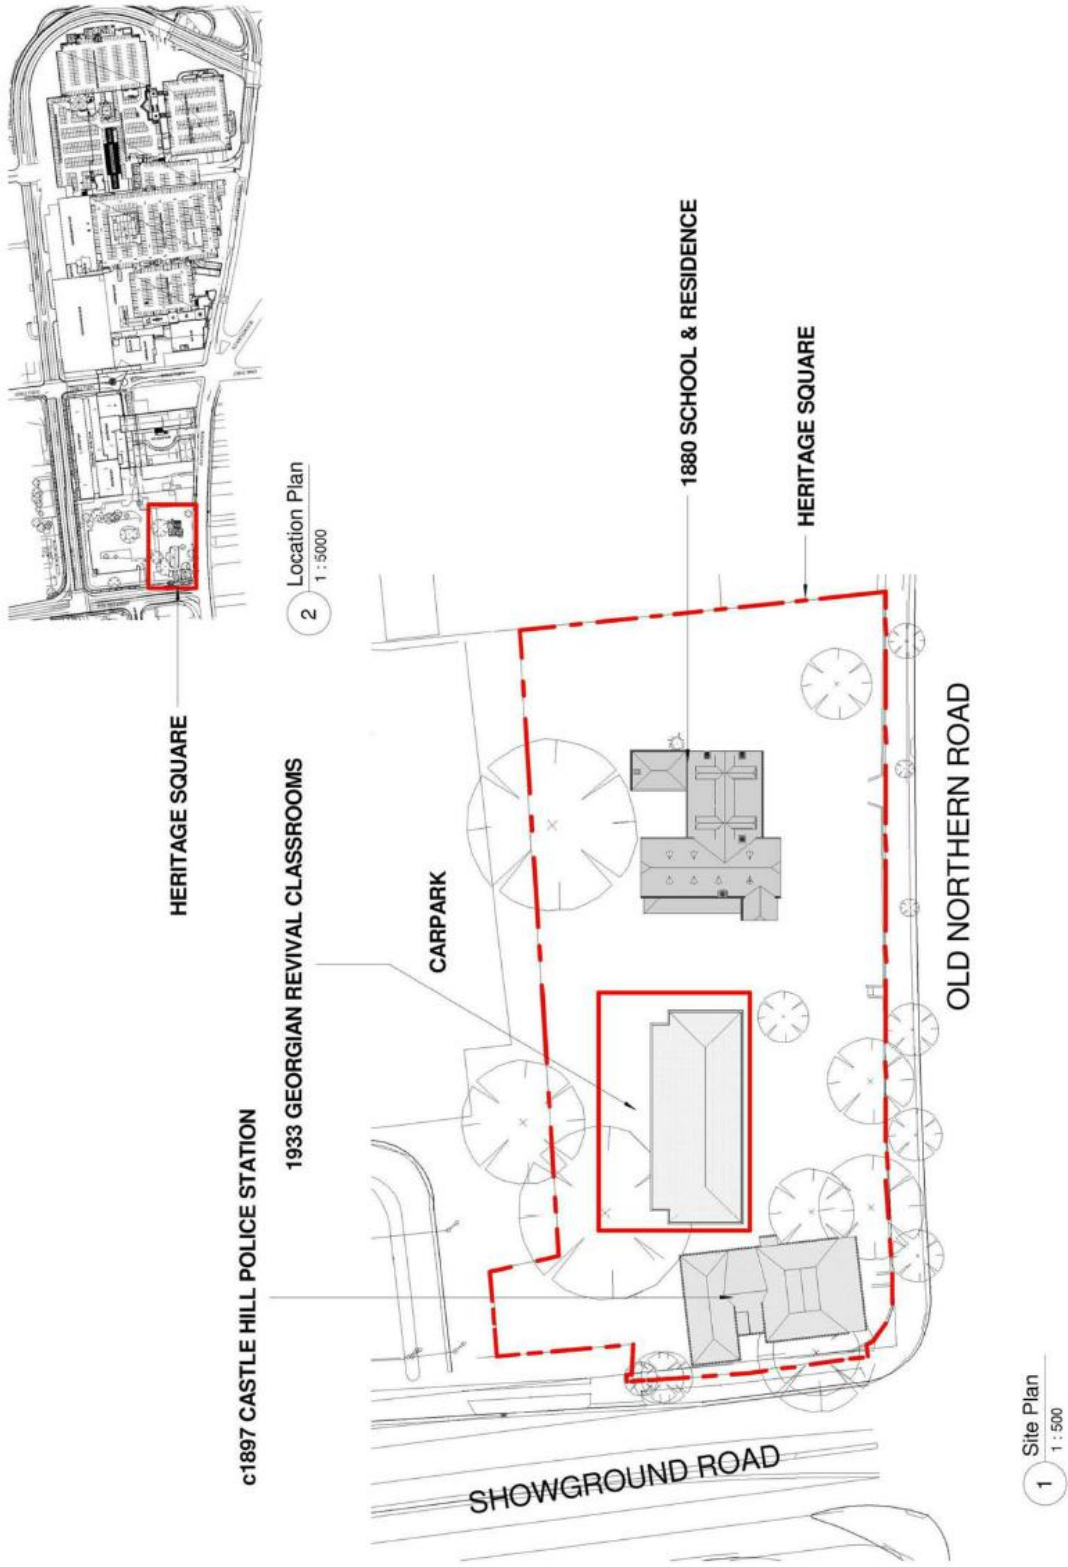 HERITAGE SQUARE
2
Location Plan
1 : 5000
c1897 CASTLE HILL POLICE STATION
1933 GEORGIAN REVIVAL CLASSROOMS
CARPARK
1880 SCHOOL & RESIDENCE
HERITAGE SQUARE
SHOWGROUND ROAD
OLD NORTHERN ROAD
1
Site Plan
1 : 500